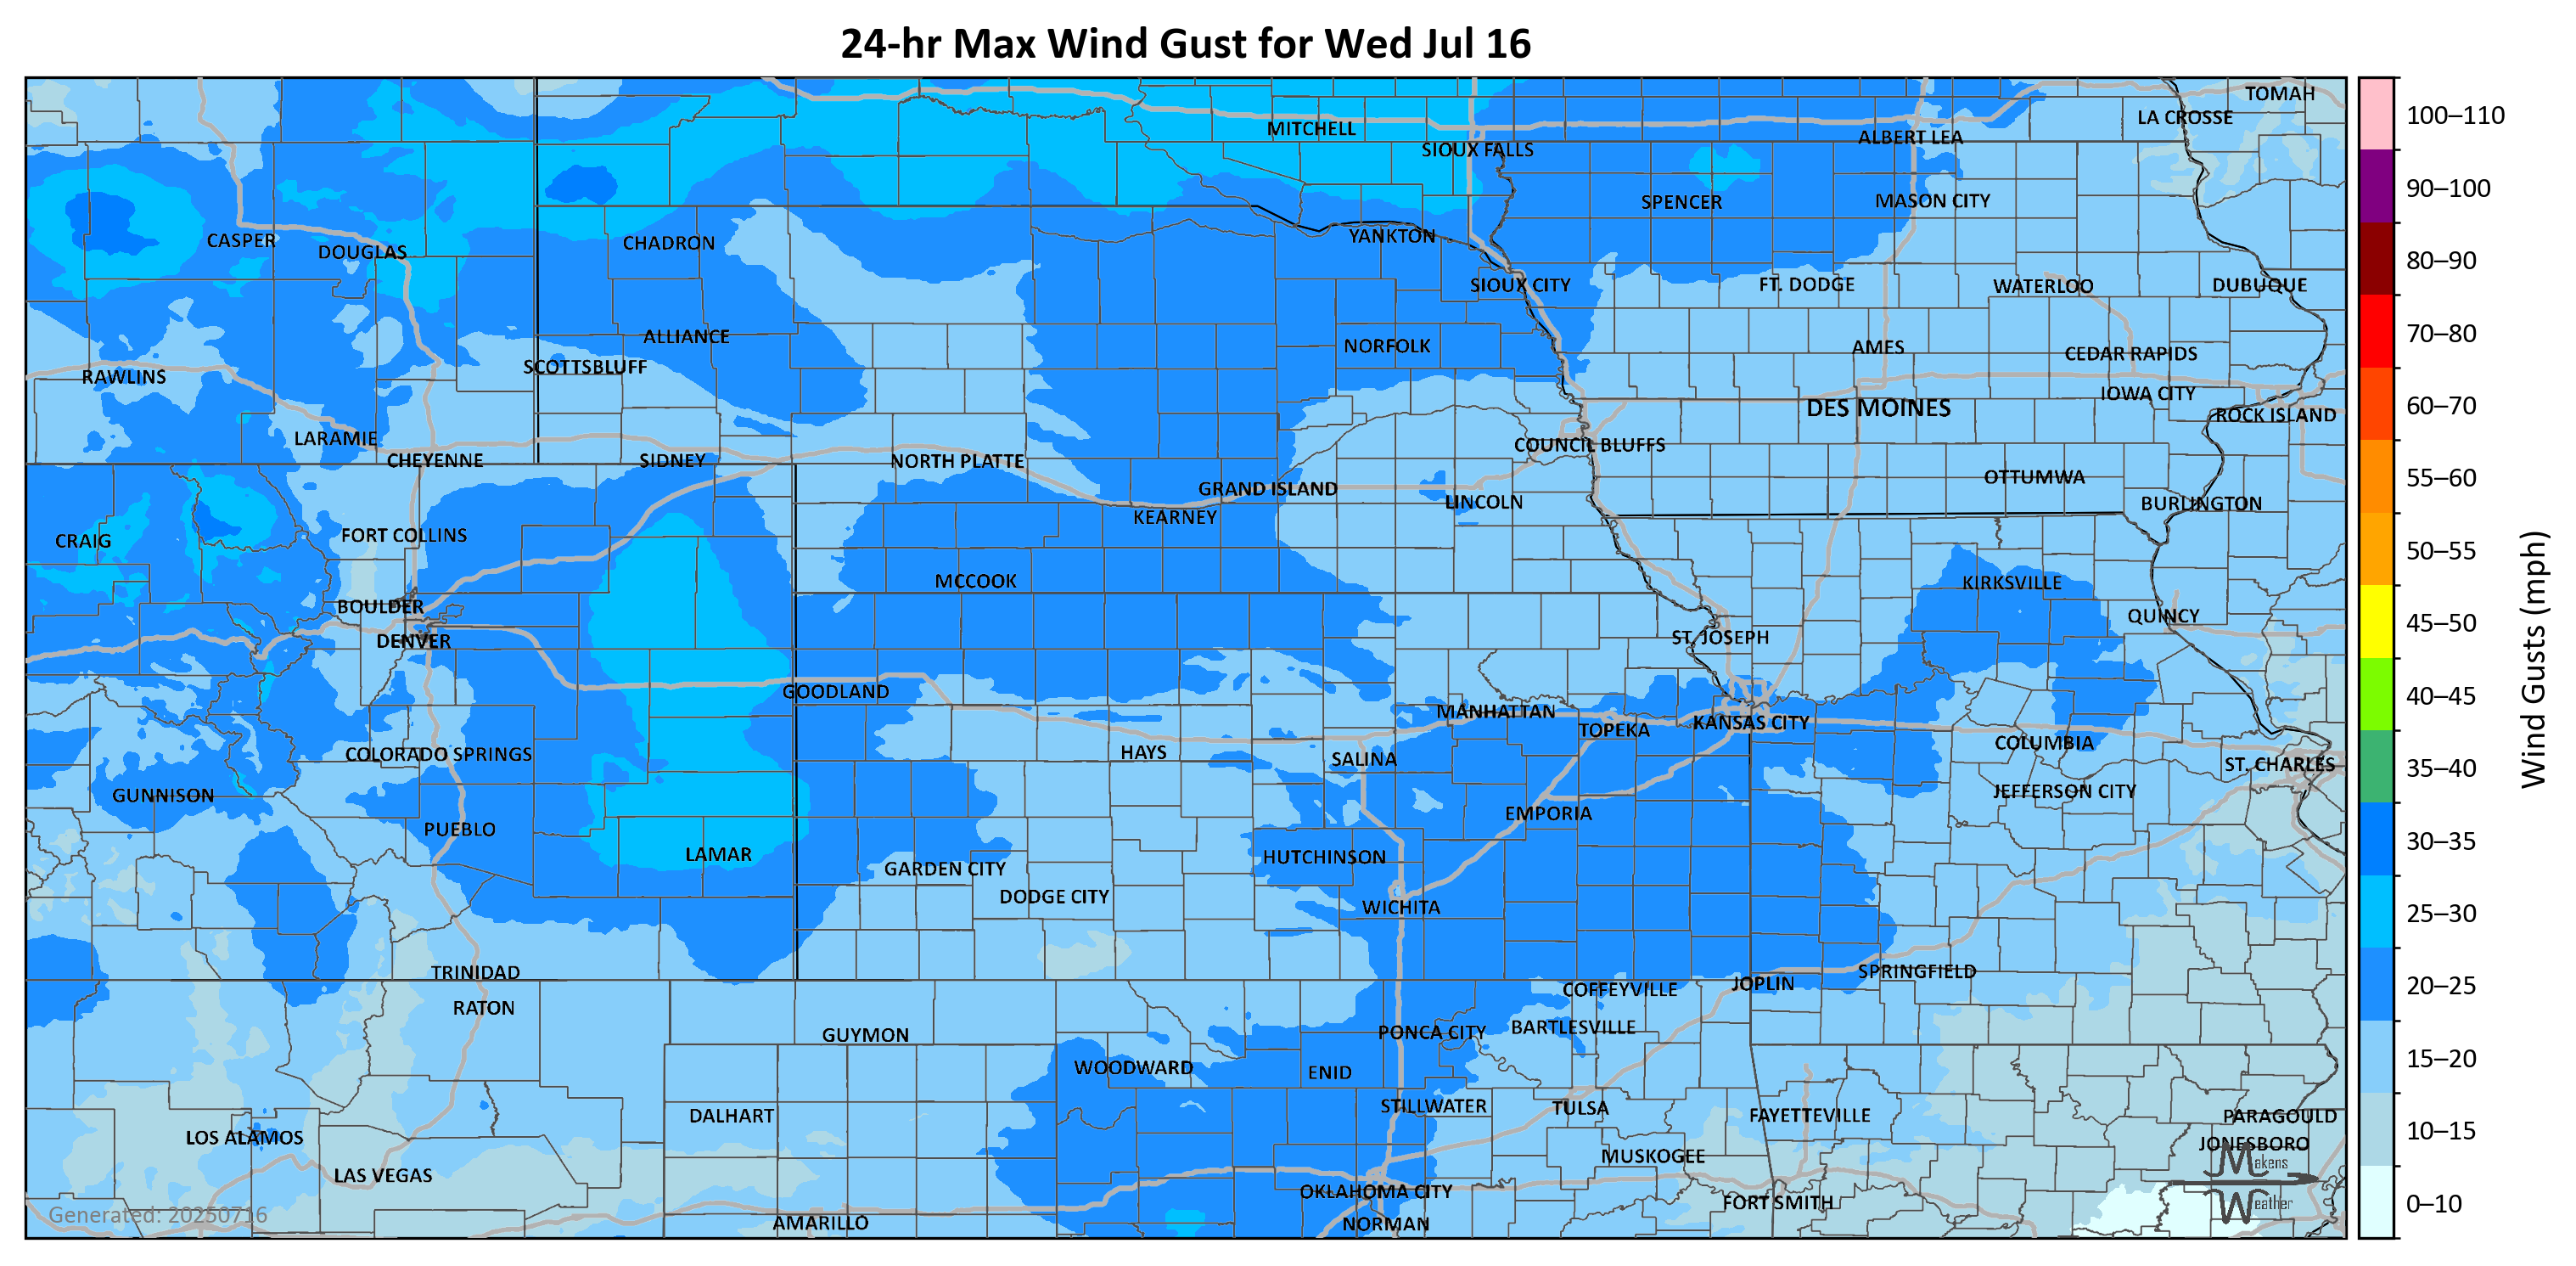 24-hr Max Wind Gust for Wed Jul 16
TOMAH
LA CROSSE
MITCHELL
ALBERT LEA
SIOUX FALLS
SPENCER
MASON CITY
CASPER
DOUGLAS
CHADRON
YANKTON
SIOUX CITY
FT. DODGE
WATERLOO
DUBUQUE
ALLIANCE
NORFOLK
AMES
CEDAR RAPIDS
SCOTTSBLUFF
RAWLINS
IOWA CITY
DES MOINES
ROCK ISLAND
LARAMIE
COUNCIL BLUFFS
CHEYENNE
SIDNEY
NORTH PLATTE
OTTUMWA
GRAND ISLAND
LINCOLN
BURLINGTON
KEARNEY
FORT COLLINS
CRAIG
MCCOOK
KIRKSVILLE
BOULDER
QUINCY
DENVER
ST. JOSEPH
GOODLAND
MANHATTAN
KANSAS CITY
TOPEKA
COLUMBIA
COLORADO SPRINGS
HAYS
SALINA
ST. CHARLES
GUNNISON
JEFFERSON CITY
EMPORIA
PUEBLO
LAMAR
HUTCHINSON
GARDEN CITY
DODGE CITY
WICHITA
TRINIDAD
SPRINGFIELD
JOPLIN
COFFEYVILLE
RATON
BARTLESVILLE
PONCA CITY
GUYMON
WOODWARD
ENID
STILLWATER
TULSA
DALHART
FAYETTEVILLE
PARAGOULD
LOS ALAMOS
JONESBORO
MUSKOGEE
LAS VEGAS
OKLAHOMA CITY
FORT SMITH
AMARILLO
NORMAN
Generated: 20250716
Makens
Weather
100–110
90–100
80–90
70–80
60–70
55–60
50–55
45–50
40–45
35–40
30–35
25–30
20–25
15–20
10–15
0–10
Wind Gusts (mph)